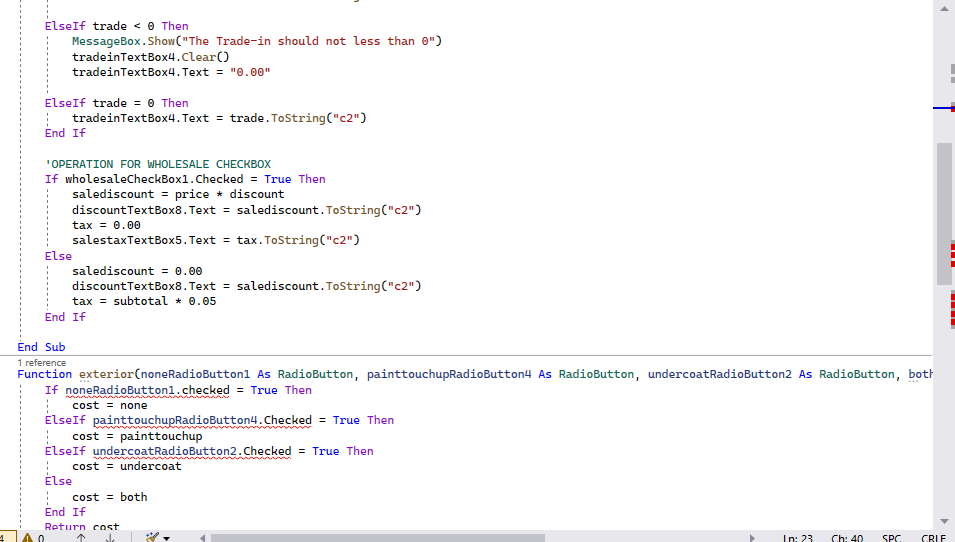 ElseIf trade < 0 Then
MessageBox.Show("The Trade-in should not less than 0")
tradeinTextBox4.Clear()
tradeinTextBox4.Text = "0.00"
ElseIf trade = 0 Then
tradeinTextBox4.Text = trade.ToString("c2")
End If
'OPERATION FOR WHOLESALE CHECKBOX
If wholesaleCheckBox1.Checked = True Then
salediscount = price * discount
discountTextBox8.Text = salediscount.ToString("c2")
tax = 0.00
salestaxTextBox5.Text = tax.ToString("c2")
Else
salediscount = 0.00
discountTextBox8.Text = salediscount.ToString("c2")
tax = subtotal * 0.05
End If
End Sub
1 reference
Function exterior(noneRadioButton1 As RadioButton, painttouchupRadioButton4 As RadioButton, undercoatRadioButton2 As RadioButton, both
If noneRadioButton1.checked = True Then
cost = none
ElseIf painttouchupRadioButton4.Checked = True Then
cost = painttouchup
ElseIf undercoatRadioButton2.Checked = True Then
cost = undercoat
Else
cost = both
End If
Return cost
4 0 Ln: 23 Ch: 40 SPC CRLF